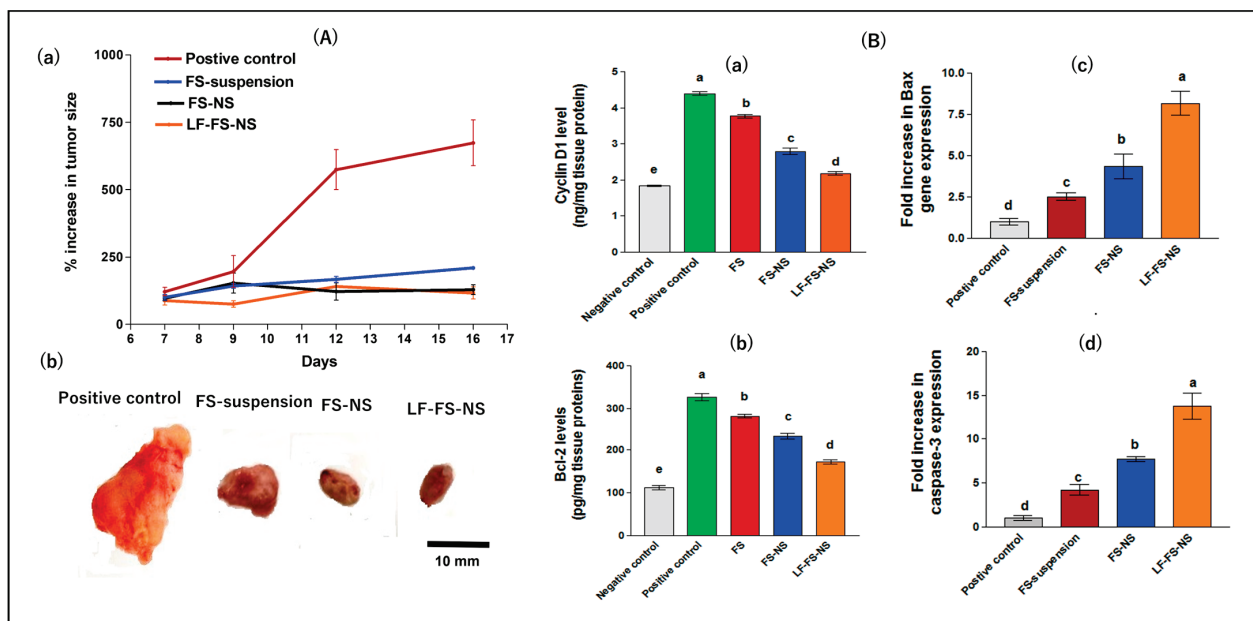 (A)
(a)
1000
750
500
250
0
% increase in tumor size
6 7 8 9 10 11 12 13 14 15 16 17
Days
Postive control
FS-suspension
FS-NS
LF-FS-NS
(b)
Positive control
FS-suspension
FS-NS
LF-FS-NS
10 mm
(B)
(a)
Cyclin D1 level
(ng/mg tissue protein)
5
4
3
2
1
0
e
a
b
c
d
Negative control
Positive control
FS
FS-NS
LF-FS-NS
(b)
Bcl-2 levels
(pg/mg tissue proteins)
400
300
200
100
0
e
a
b
c
d
Negative control
Positive control
FS
FS-NS
LF-FS-NS
(c)
Fold increase in Bax
gene expression
10.0
7.5
5.0
2.5
0.0
d
c
b
a
Postive control
FS-suspension
FS-NS
LF-FS-NS
(d)
Fold increase in
caspase-3 expression
20
15
10
5
0
d
c
b
a
Postive control
FS-suspension
FS-NS
LF-FS-NS